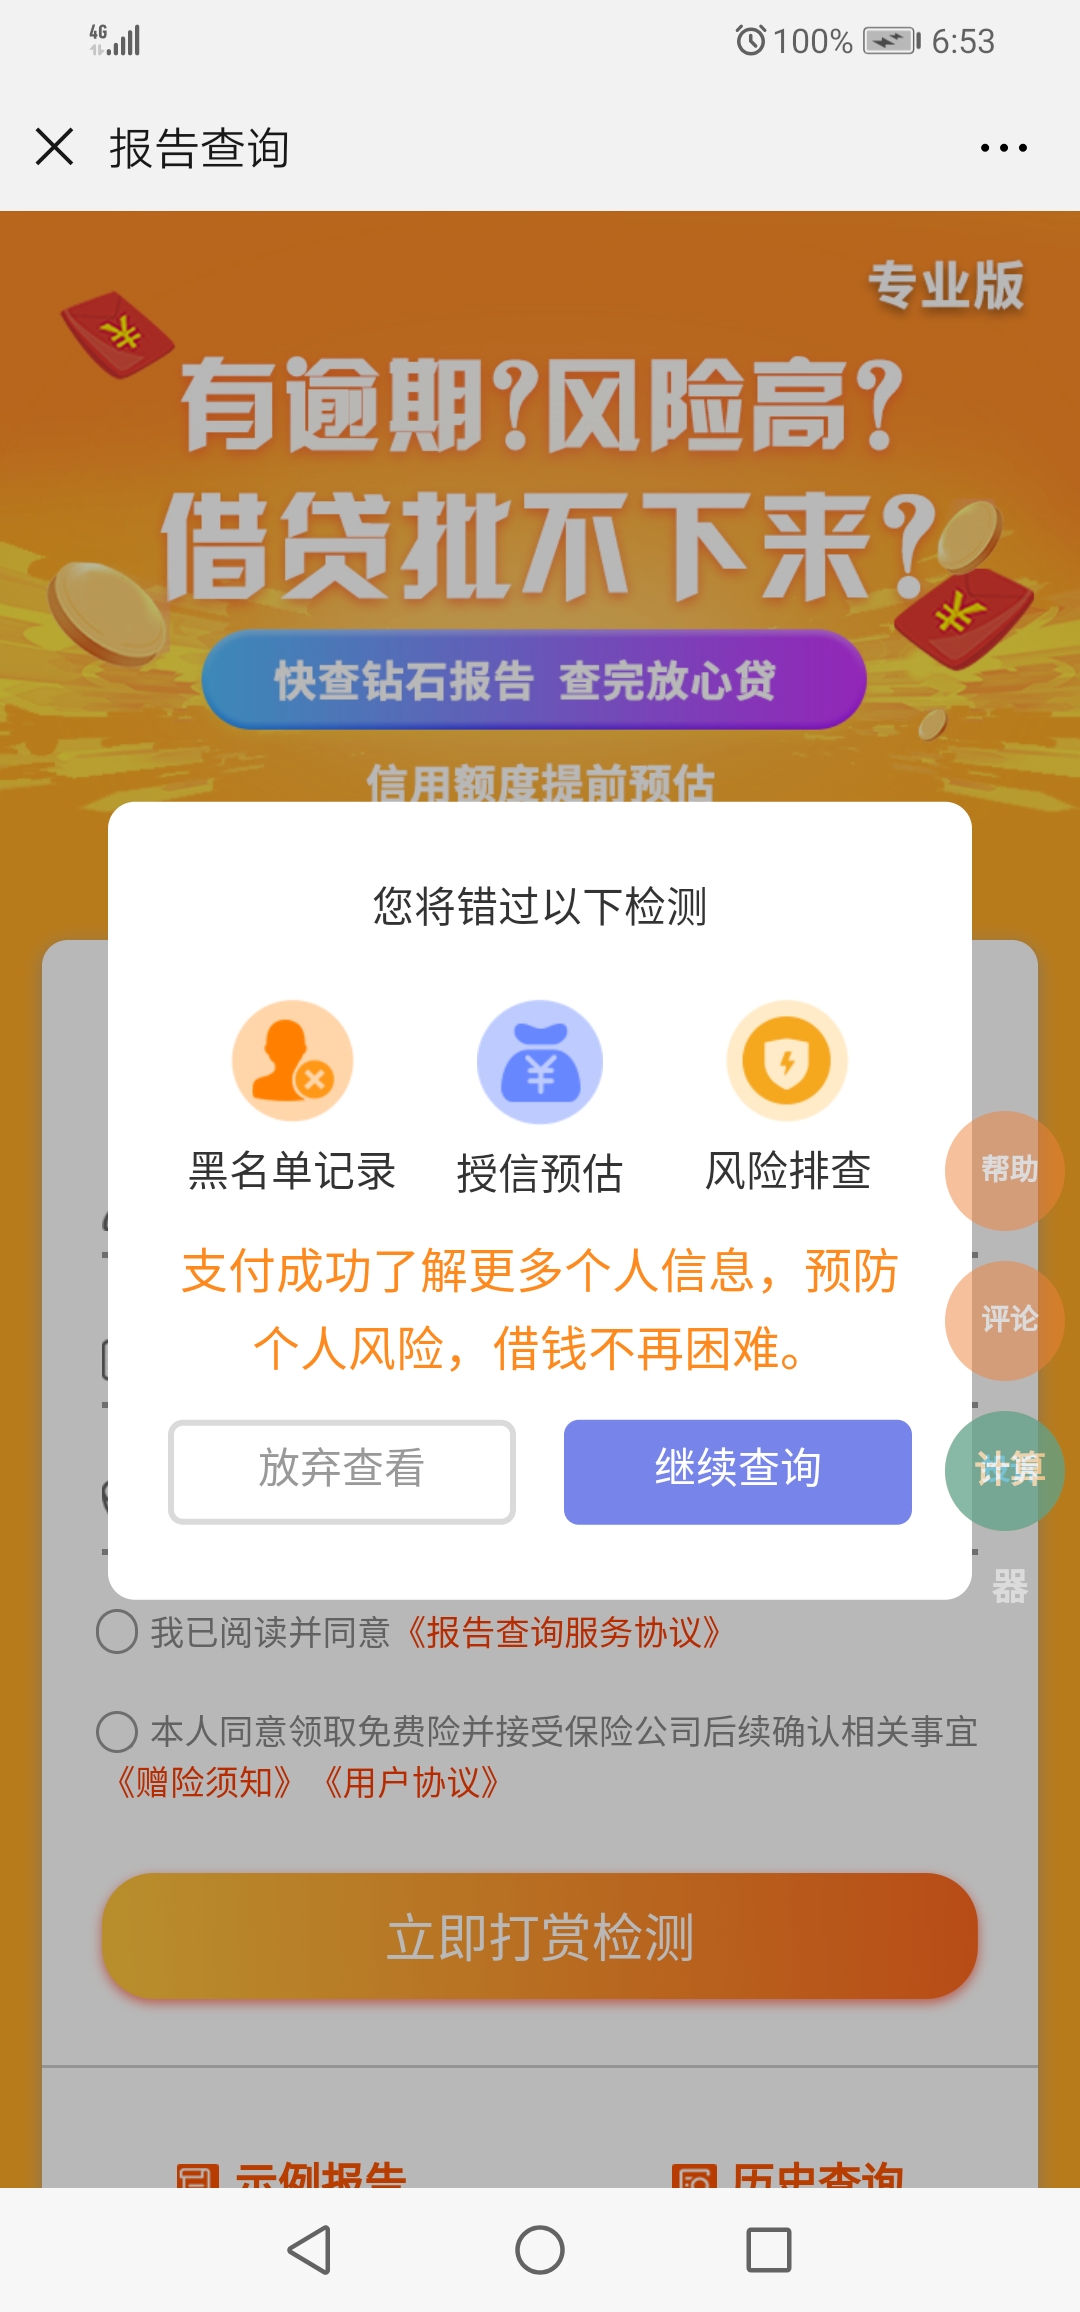 4G
100%
6:53
报告查询
专业版
有逾期?风险高?
借贷批不下来?
快查钻石报告 查完放心贷
信用额度提前预估
您将错过以下检测
黑名单记录
授信预估
风险排查
帮助
支付成功了解更多个人信息，预防
个人风险，借钱不再困难。
评论
放弃查看
继续查询
计算
器
我已阅读并同意《报告查询服务协议》
本人同意领取免费险并接受保险公司后续确认相关事宜
《赠险须知》《用户协议》
立即打赏检测
示例报告
历史查询